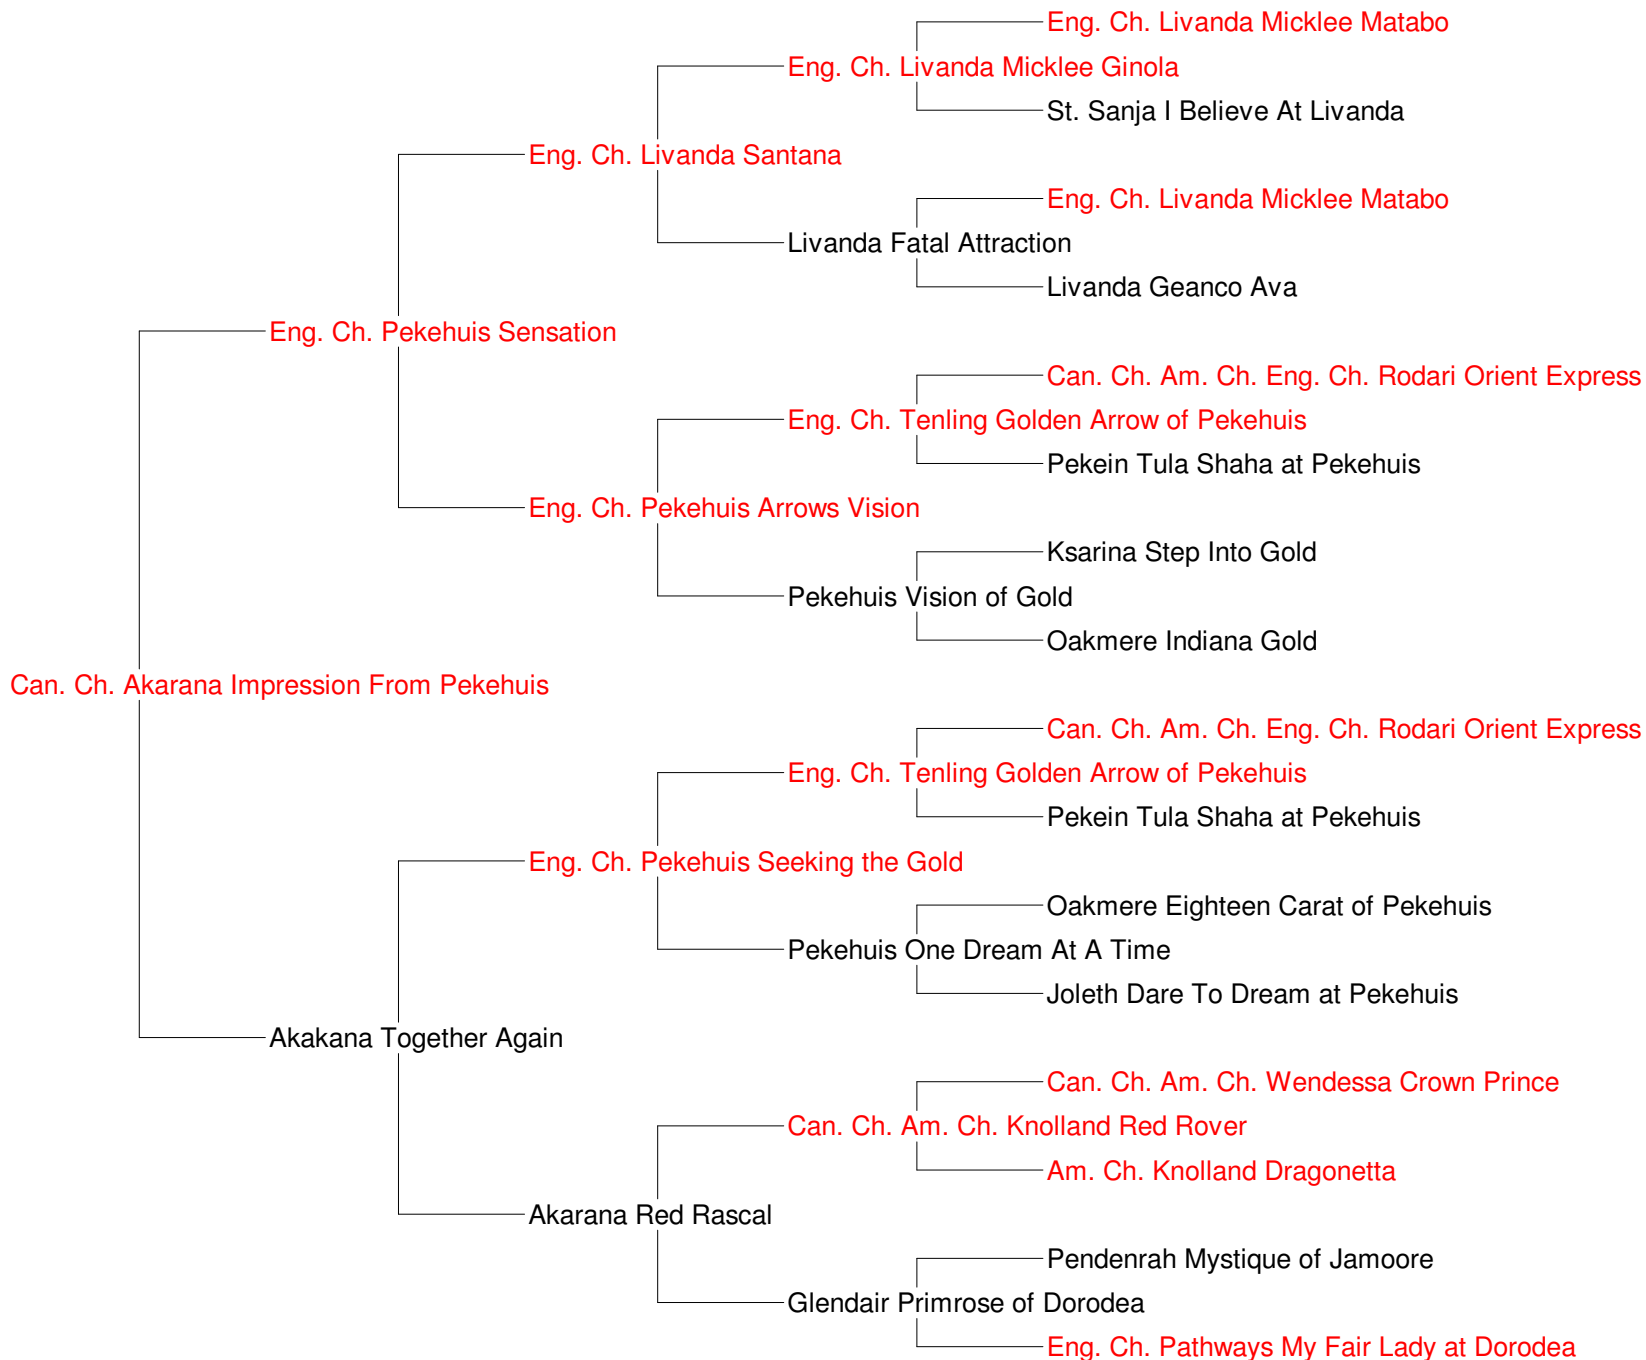 Eng. Ch. Livanda Micklee Matabo
Eng. Ch. Livanda Micklee Ginola
St. Sanja I Believe At Livanda
Eng. Ch. Livanda Santana
Eng. Ch. Livanda Micklee Matabo
Livanda Fatal Attraction
Livanda Geanco Ava
Eng. Ch. Pekehuis Sensation
Can. Ch. Am. Ch. Eng. Ch. Rodari Orient Express
Eng. Ch. Tenling Golden Arrow of Pekehuis
Pekein Tula Shaha at Pekehuis
Eng. Ch. Pekehuis Arrows Vision
Ksarina Step Into Gold
Pekehuis Vision of Gold
Oakmere Indiana Gold
Can. Ch. Akarana Impression From Pekehuis
Can. Ch. Am. Ch. Eng. Ch. Rodari Orient Express
Eng. Ch. Tenling Golden Arrow of Pekehuis
Pekein Tula Shaha at Pekehuis
Eng. Ch. Pekehuis Seeking the Gold
Oakmere Eighteen Carat of Pekehuis
Pekehuis One Dream At A Time
Joleth Dare To Dream at Pekehuis
Akakana Together Again
Can. Ch. Am. Ch. Wendessa Crown Prince
Can. Ch. Am. Ch. Knolland Red Rover
Am. Ch. Knolland Dragonetta
Akarana Red Rascal
Pendenrah Mystique of Jamoore
Glendair Primrose of Dorodea
Eng. Ch. Pathways My Fair Lady at Dorodea